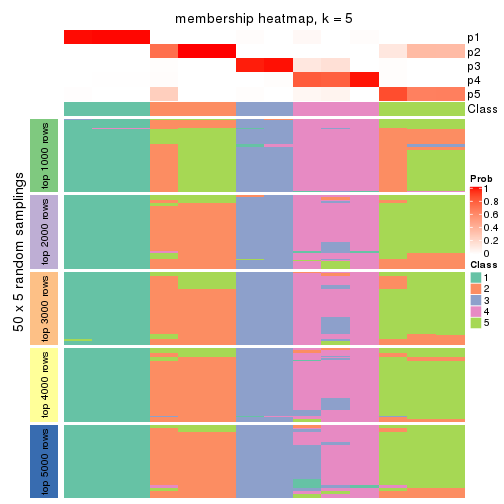 membership heatmap, k = 5
p1
p2
p3
p4
p5
Class
50 x 5 random samplings
top 1000 rows
top 2000 rows
top 3000 rows
top 4000 rows
top 5000 rows
Prob
1
0.8
0.6
0.4
0.2
0
Class
1
2
3
4
5